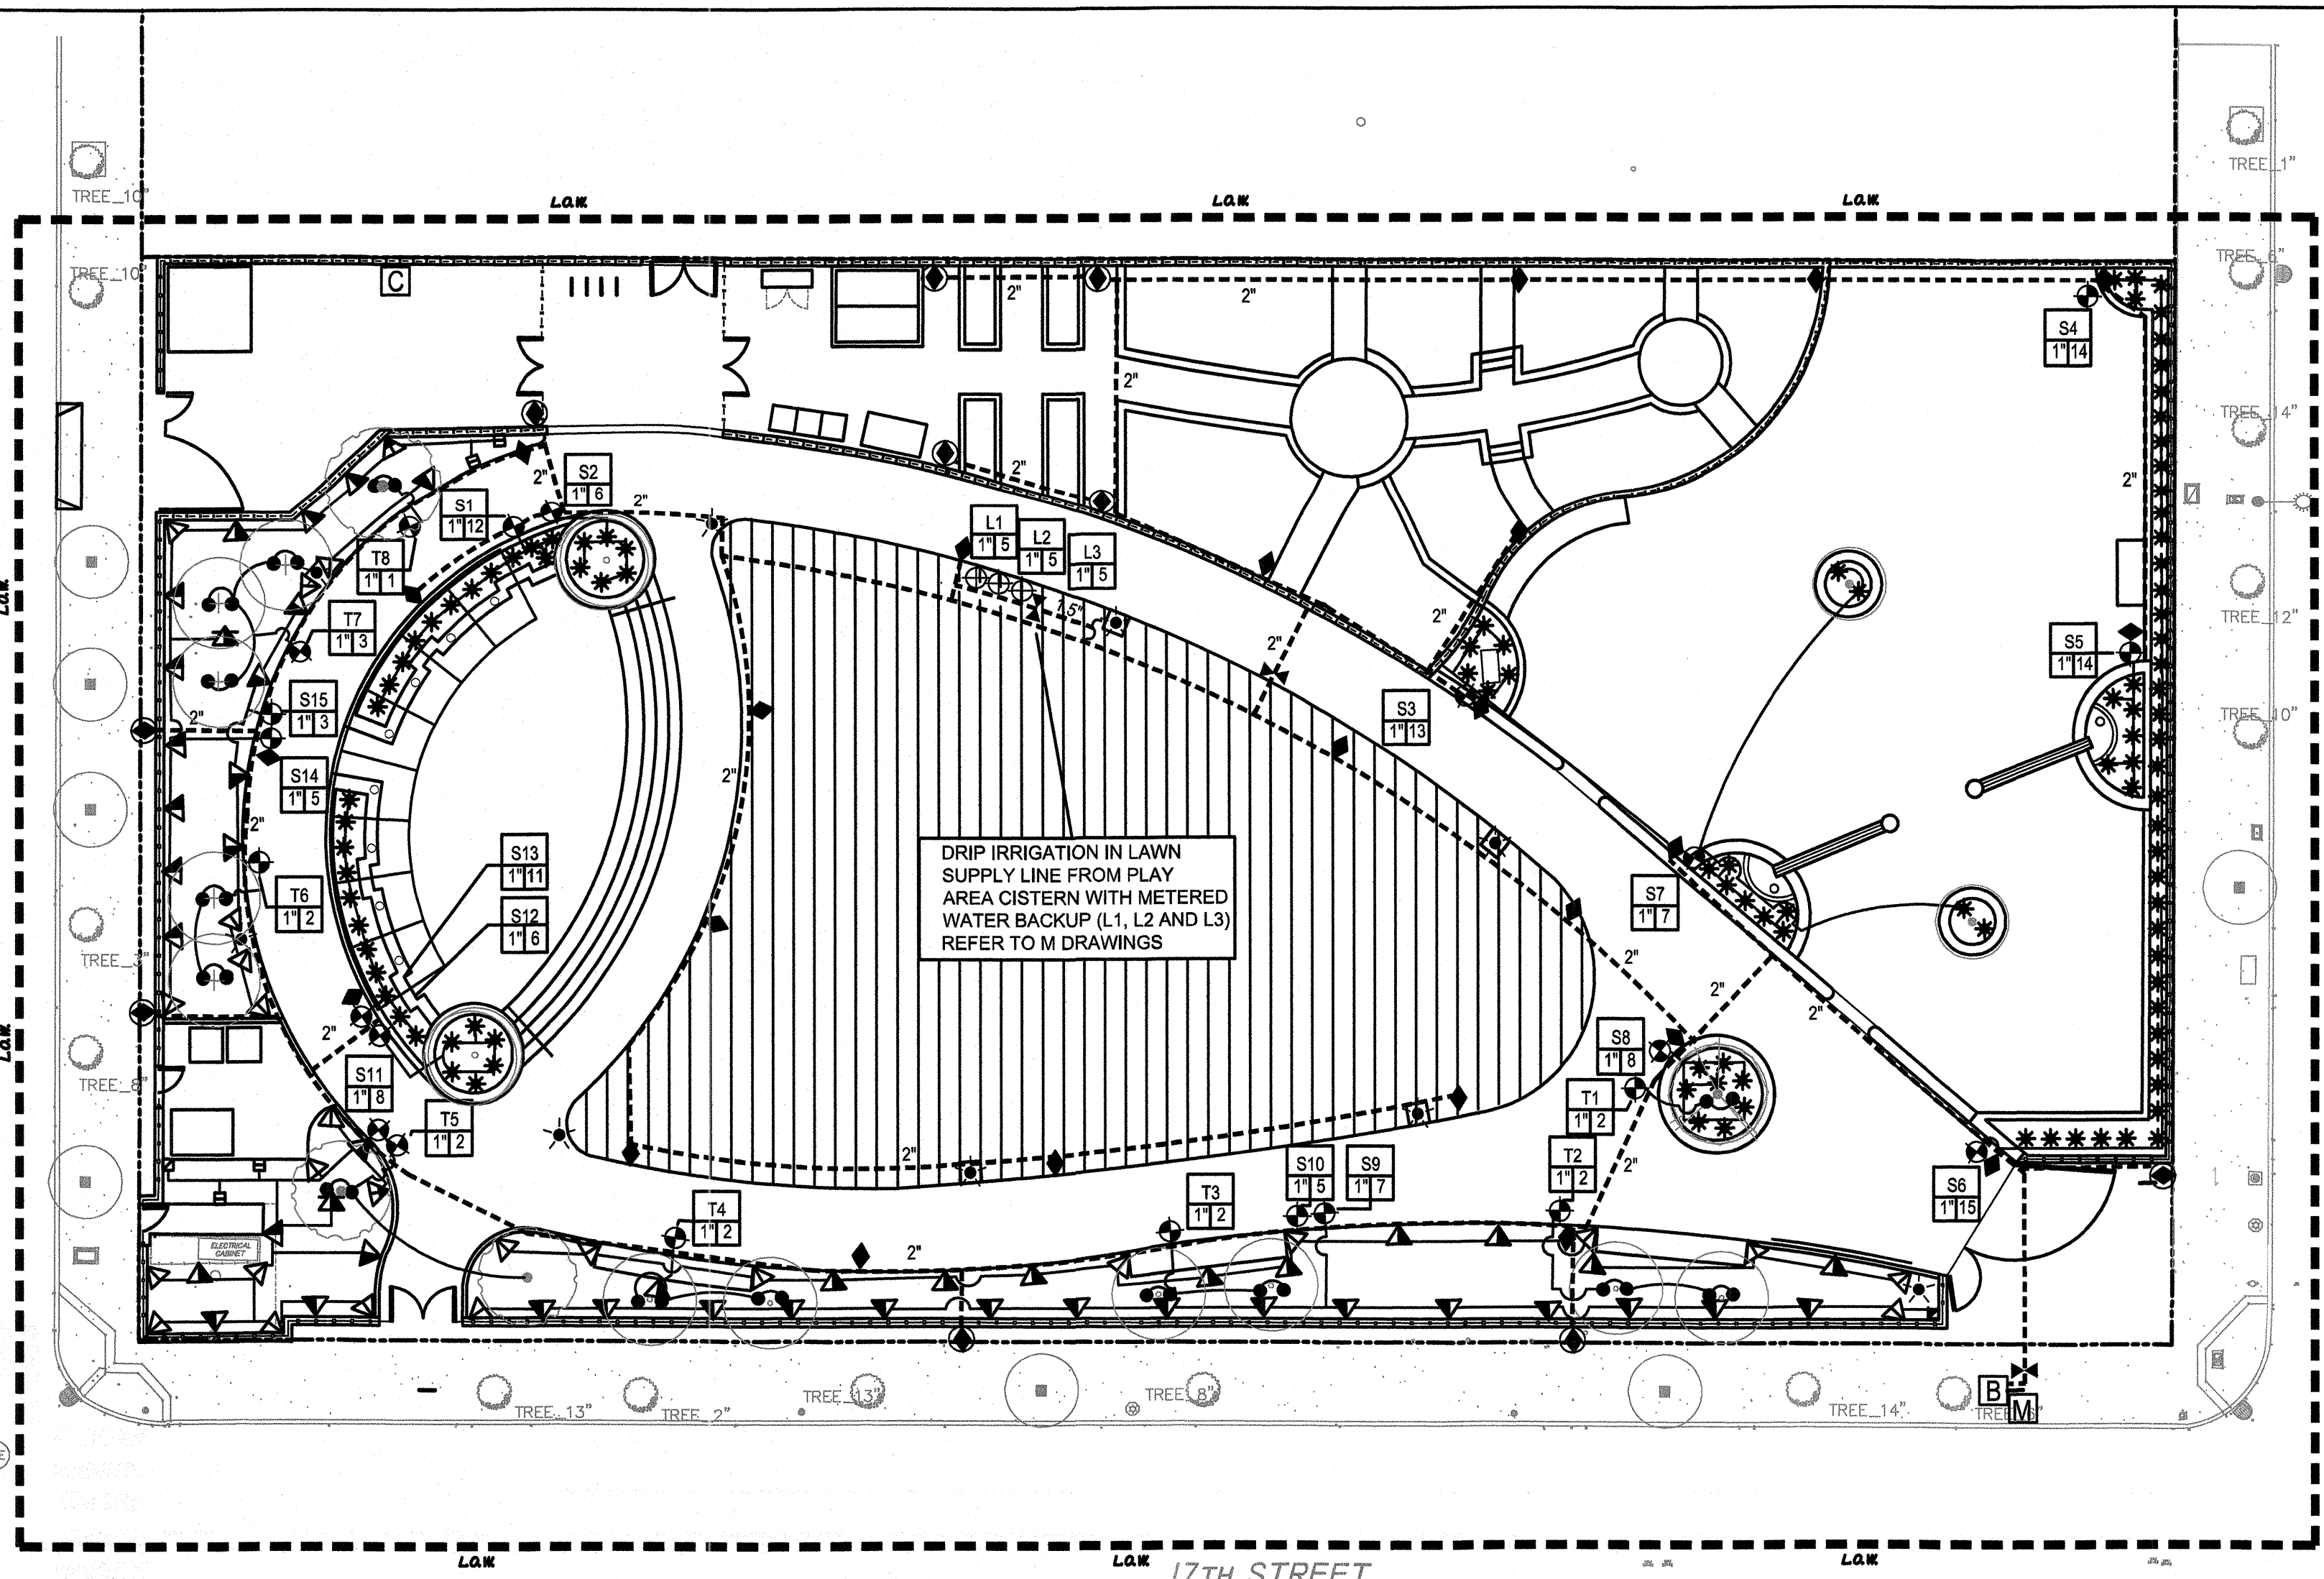 TREE_10"
TREE_1"
L.O.W.
L.O.W.
L.O.W.
TREE_10"
C
TREE_6"
2"
2"
S4
1" 14
2"
TREE_14"
2"
2"
S2
1" 6
2"
2"
S1
1" 12
L1
1" 5
L2
1" 5
L3
1" 5
T8
1" 1
L.O.W.
1.5"
2"
TREE_12"
T7
1" 3
2"
S5
1" 14
S15
1" 3
2"
S3
1" 13
TREE_10"
S14
1" 5
2"
2"
S13
1" 11
DRIP IRRIGATION IN LAWN
SUPPLY LINE FROM PLAY
AREA CISTERN WITH METERED
WATER BACKUP (L1, L2 AND L3)
REFER TO M DRAWINGS
T6
1" 2
S12
1" 6
S7
1" 7
TREE_3"
2"
2"
2"
L.O.W.
2"
S8
1" 8
TREE_8"
S11
1" 8
T1
1" 2
T5
1" 2
2"
S10
1" 5
S9
1" 7
T2
1" 2
2"
T4
1" 2
T3
1" 2
S6
1" 15
ELECTRICAL
CABINET
2"
TREE_13"
TREE_2"
TREE_13"
TREE_8"
TREE_14"
B
M
L.O.W.
L.O.W.
L.O.W.
17TH STREET